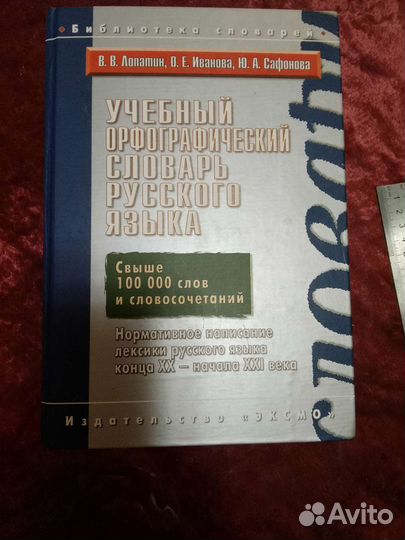 Библиотека словарей
В. В. Лопатин, О. Е. Иванова, Ю. А. Сафонова
УЧЕБНЫЙ
ОРФОГРАФИЧЕСКИЙ
СЛОВАРЬ
РУССКОГО
ЯЗЫКА
Свыше
100 000 слов
и словосочетаний
Нормативное написание
лексики русского языка
конца XX — начала XXI века
Издательство «ЭКСМО»
словарь
Avito